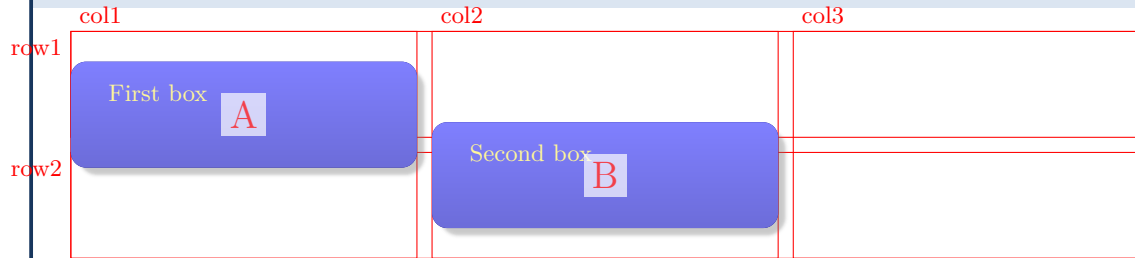 col1 col2 col3
row1
First box
A
Second box
B
row2